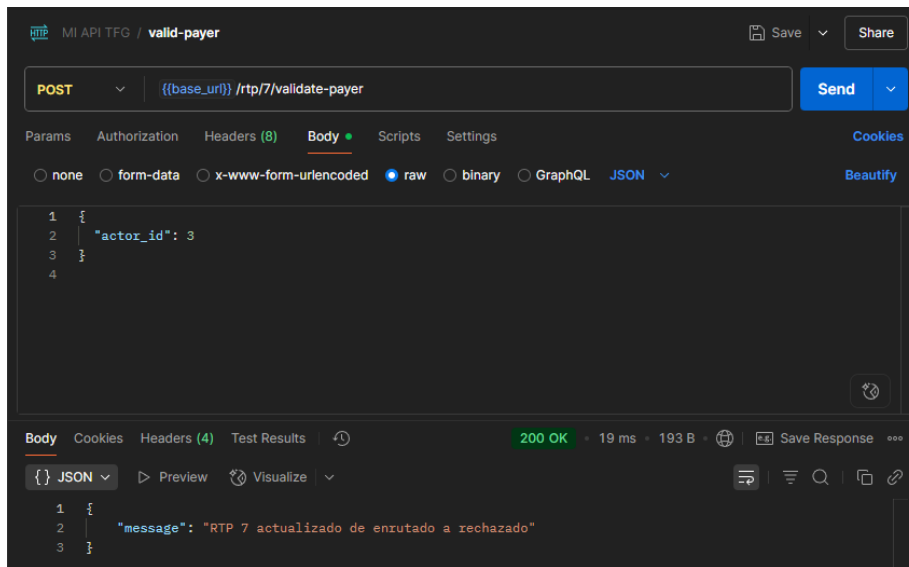 HTTP MI API TFG / valid-payer Save Share
POST {{base_url}} /rtp/7/validate-payer Send
Params Authorization Headers (8) Body Scripts Settings Cookies
none form-data x-www-form-urlencoded raw binary GraphQL JSON Beautify
1 {
2 "actor_id": 3
3 }
4
Body Cookies Headers (4) Test Results 200 OK 19 ms 193 B e.g. Save Response
{} JSON Preview Visualize
1 {
2 "message": "RTP 7 actualizado de enrutado a rechazado"
3 }